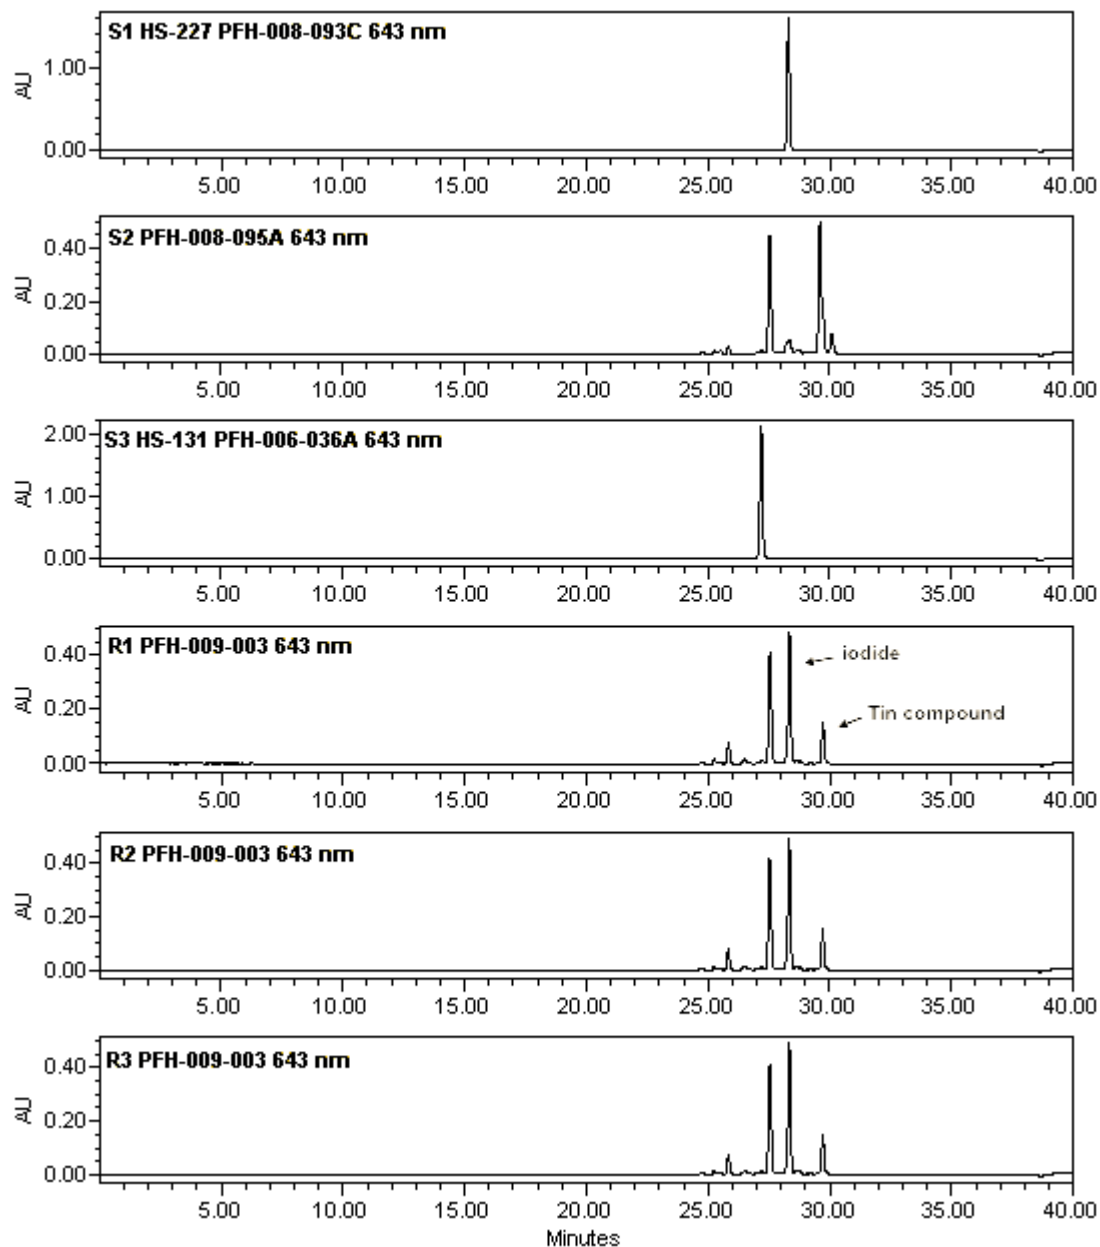 S1 HS-227 PFH-008-093C 643 nm
AU
1.00
0.00
5.00 10.00 15.00 20.00 25.00 30.00 35.00 40.00
S2 PFH-008-095A 643 nm
AU
0.40
0.20
0.00
5.00 10.00 15.00 20.00 25.00 30.00 35.00 40.00
S3 HS-131 PFH-006-036A 643 nm
AU
2.00
1.00
0.00
5.00 10.00 15.00 20.00 25.00 30.00 35.00 40.00
R1 PFH-009-003 643 nm
iodide
Tin compound
AU
0.40
0.20
0.00
5.00 10.00 15.00 20.00 25.00 30.00 35.00 40.00
R2 PFH-009-003 643 nm
AU
0.40
0.20
0.00
5.00 10.00 15.00 20.00 25.00 30.00 35.00 40.00
R3 PFH-009-003 643 nm
AU
0.40
0.20
0.00
5.00 10.00 15.00 20.00 25.00 30.00 35.00 40.00
Minutes